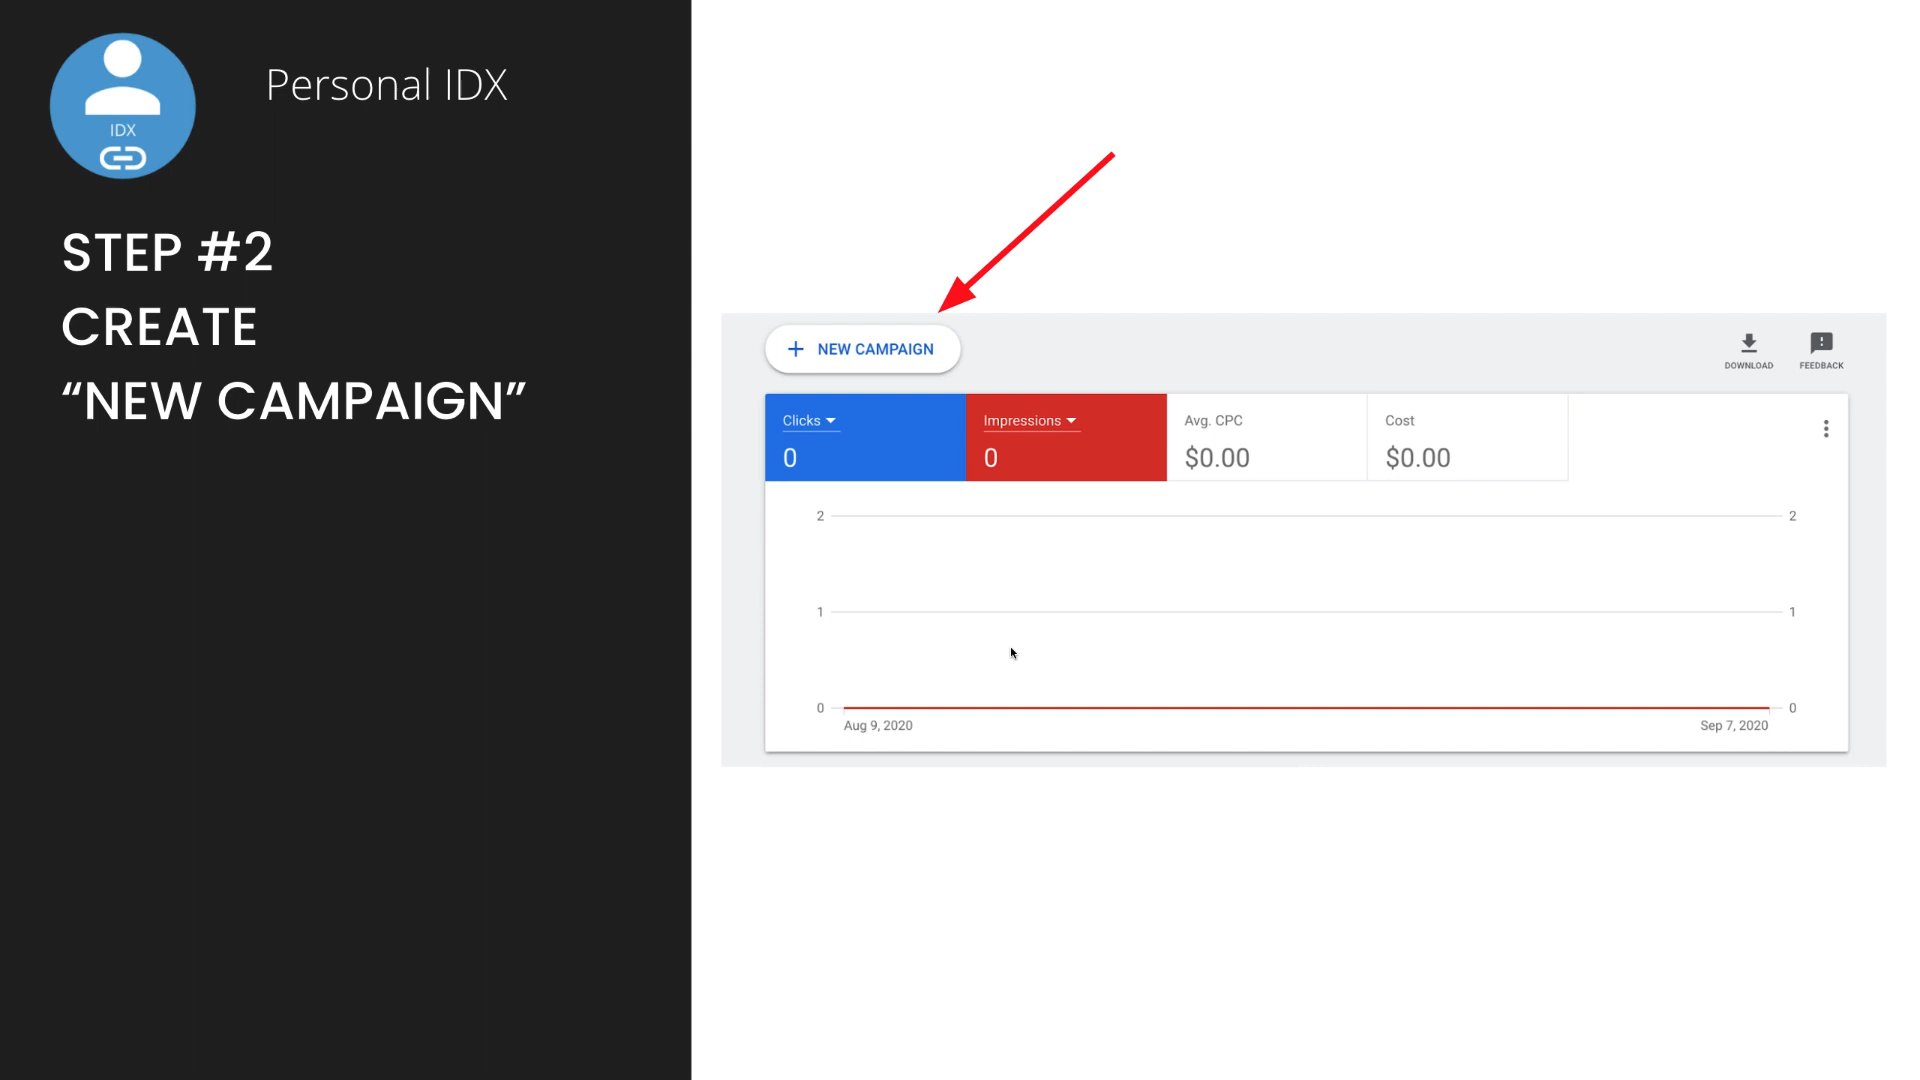 IDX
Personal IDX
STEP #2
CREATE
“NEW CAMPAIGN”
+ NEW CAMPAIGN
DOWNLOAD
FEEDBACK
Clicks
0
Impressions
0
Avg. CPC
$0.00
Cost
$0.00
2 2
1 1
0 0
Aug 9, 2020 Sep 7, 2020